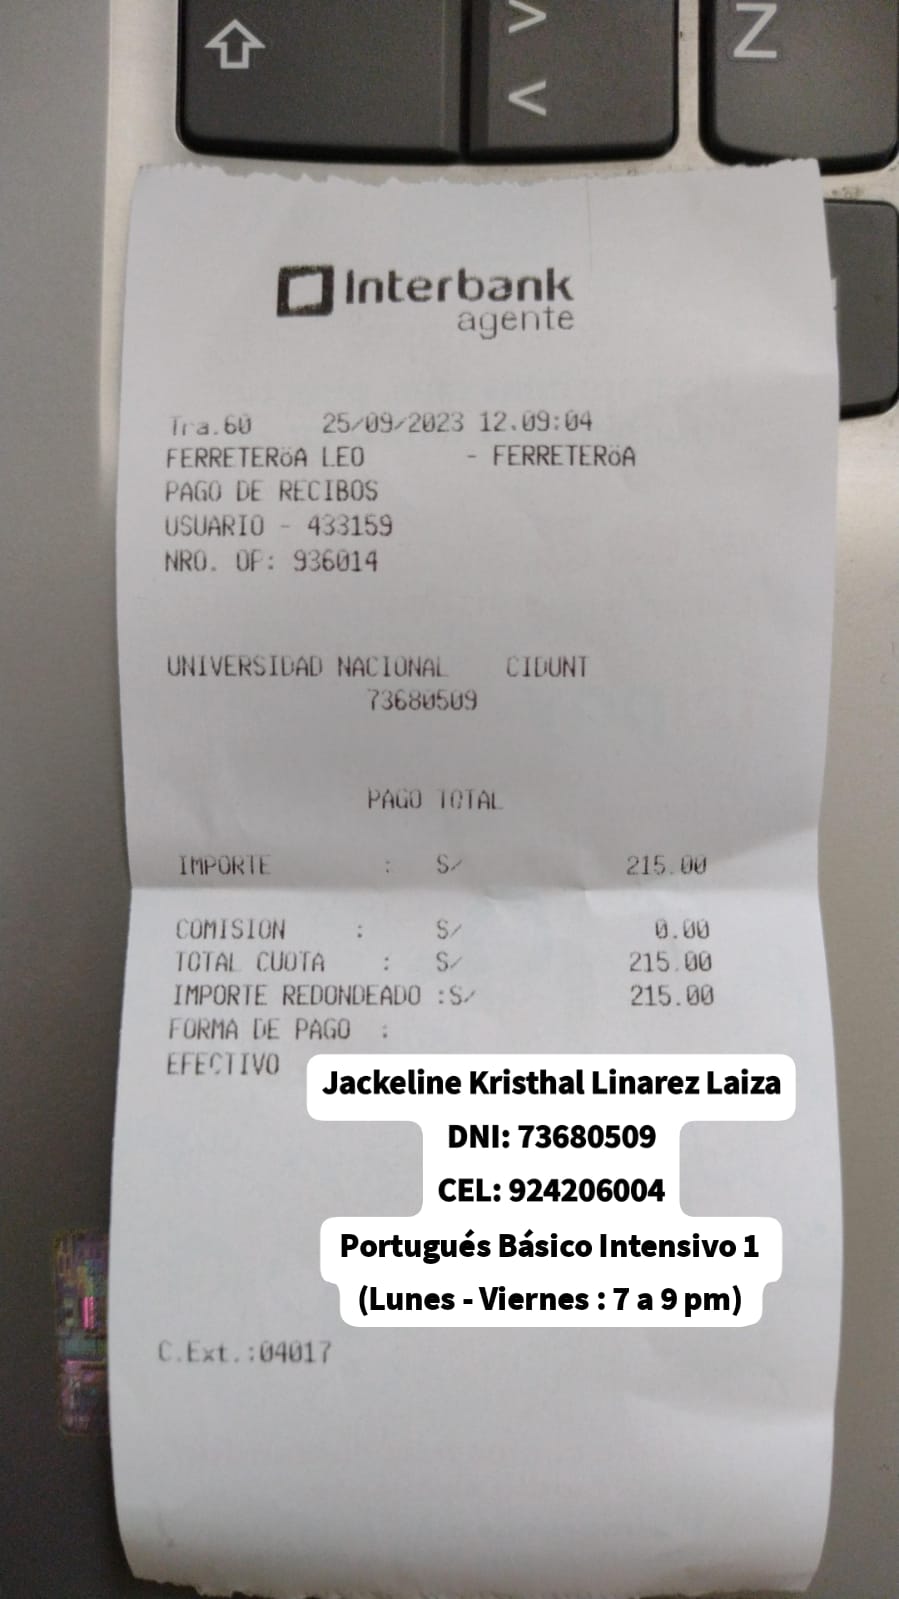 Interbank
agente
Tra.60 25/09/2023 12.09:04
FERRETERöA LEO - FERRETERöA
PAGO DE RECIBOS
USUARIO - 433159
NRO. OP: 936014
UNIVERSIDAD NACIONAL CIDUNT
73680509
PAGO TOTAL
IMPORTE : S/ 215.00
COMISION : S/ 0.00
TOTAL CUOTA : S/ 215.00
IMPORTE REDONDEADO :S/ 215.00
FORMA DE PAGO :
EFECTIVO
Jackeline Kristhal Linarez Laiza
DNI: 73680509
CEL: 924206004
Portugués Básico Intensivo 1
(Lunes - Viernes : 7 a 9 pm)
C.Ext.:04017
> 
<
Z